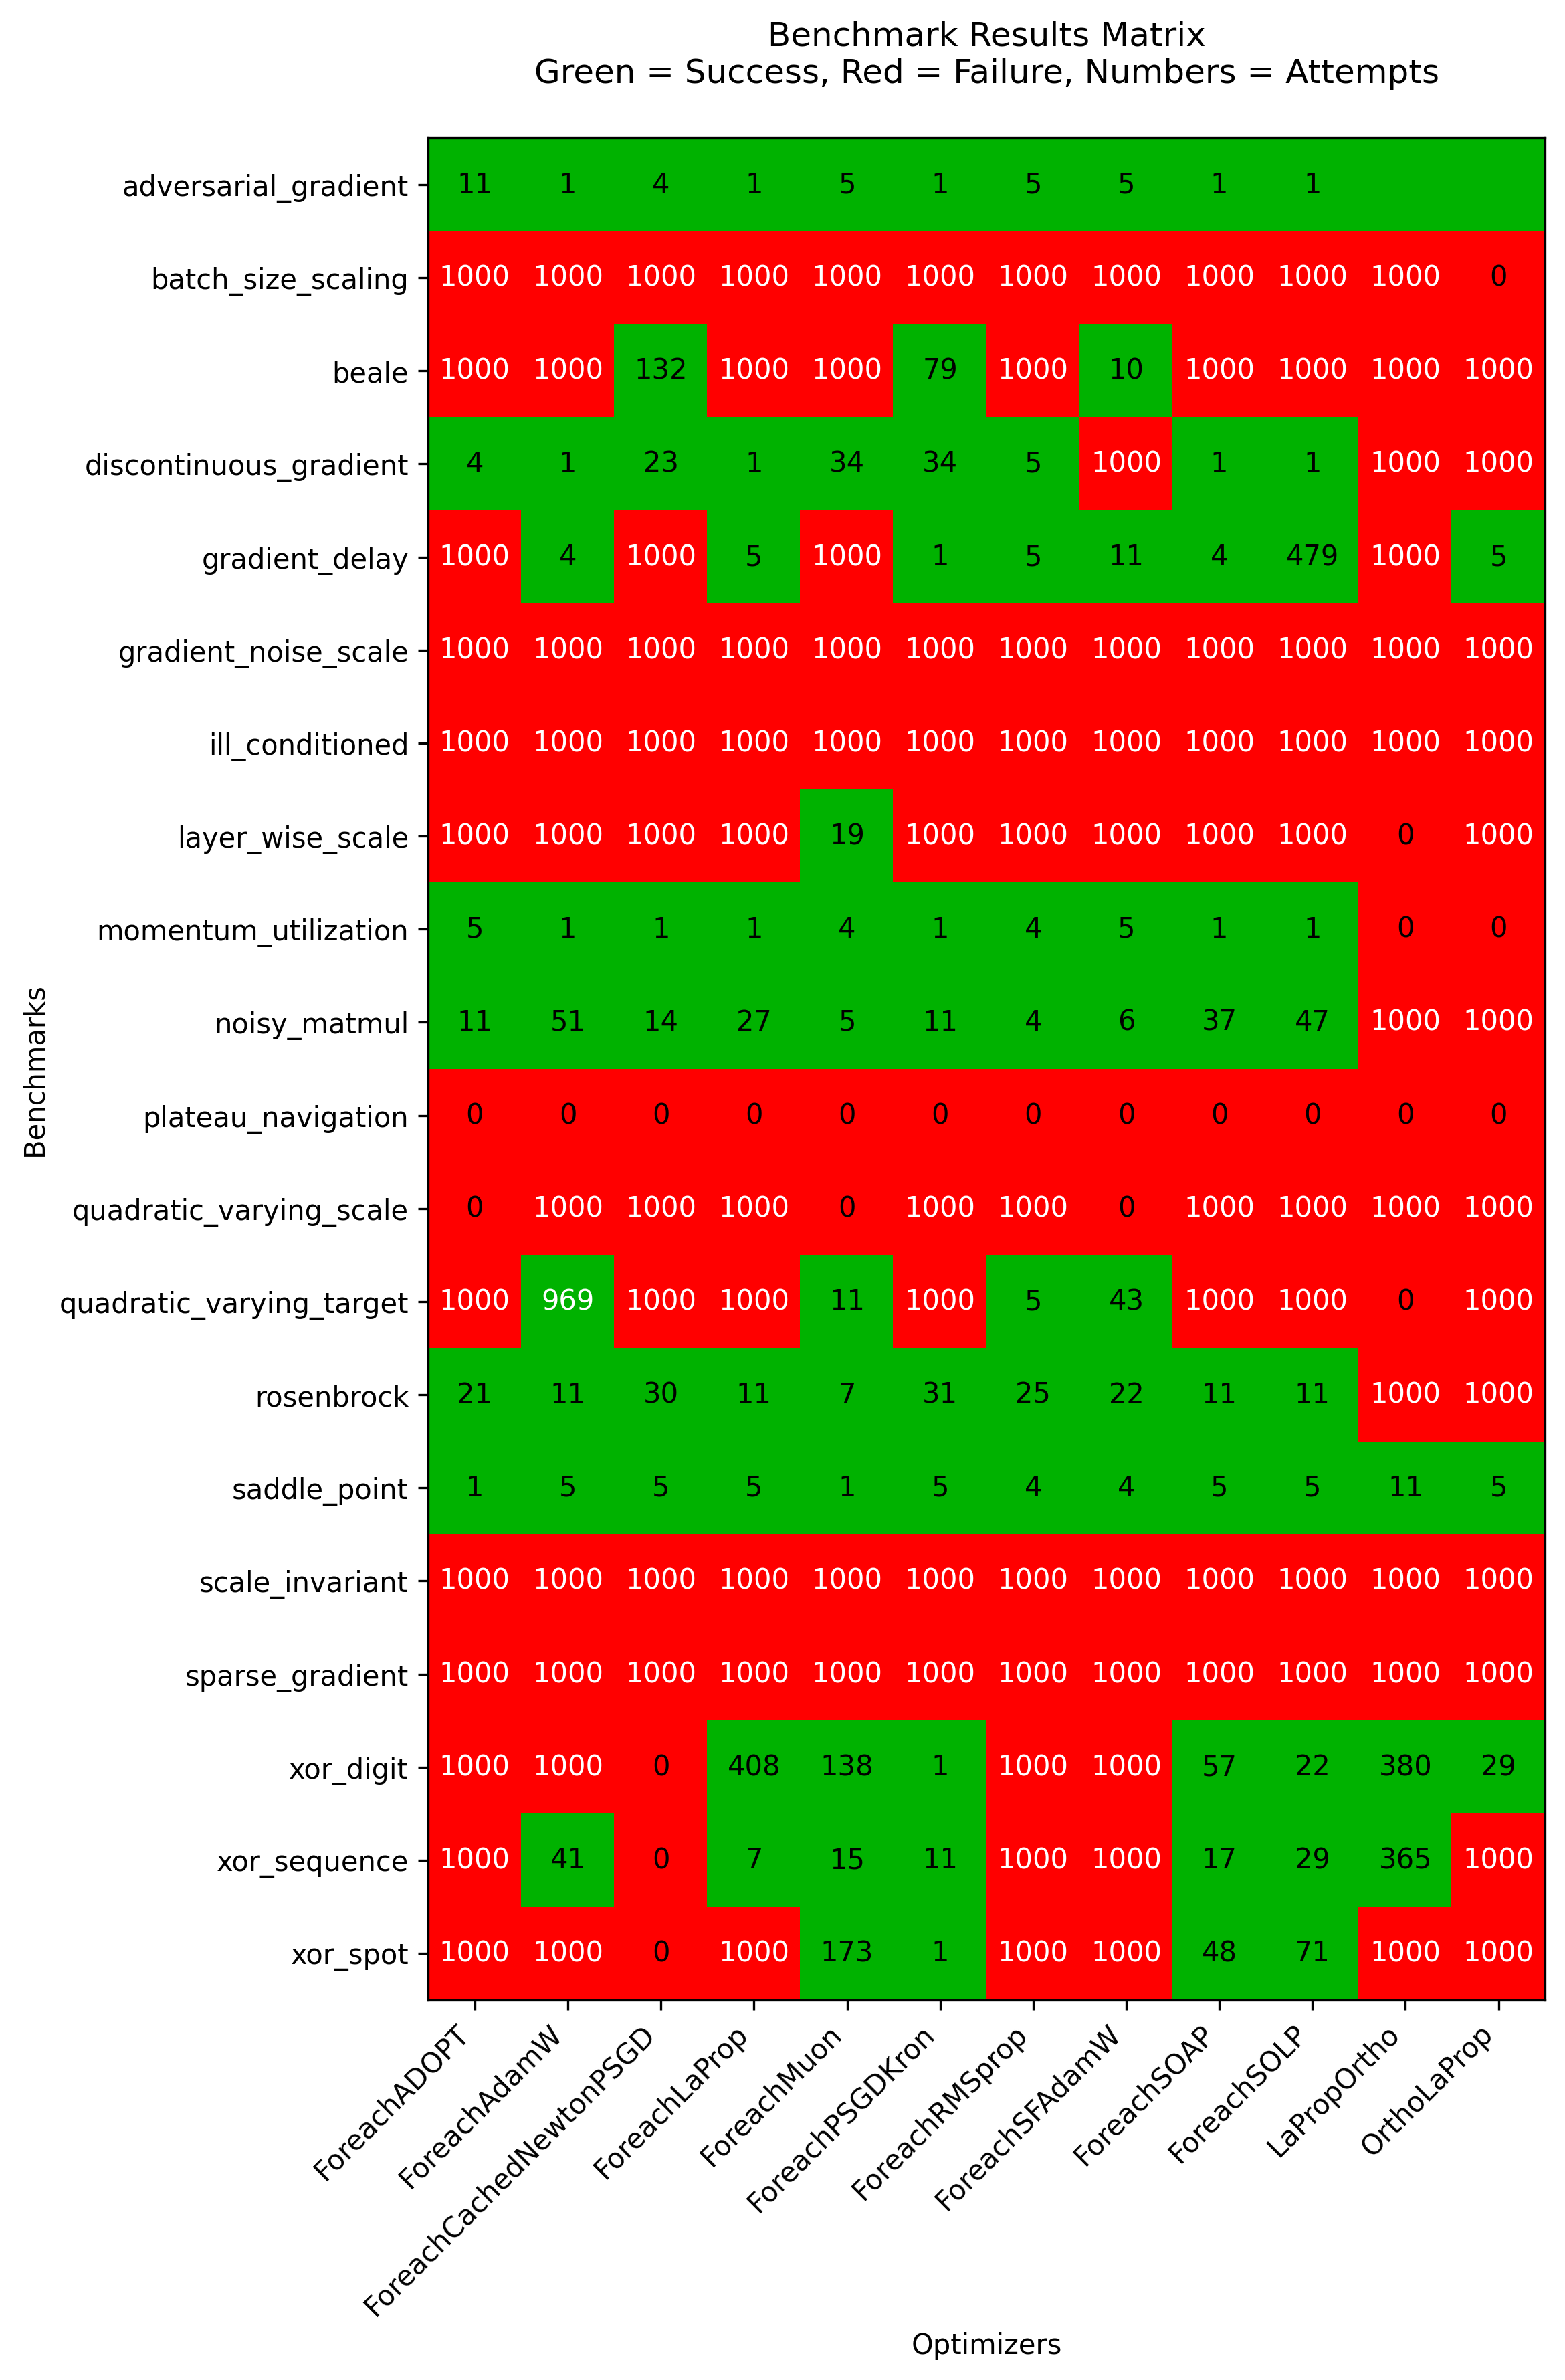 Benchmark Results Matrix
Green = Success, Red = Failure, Numbers = Attempts
Benchmarks
adversarial_gradient 11 1 4 1 5 1 5 5 1 1
batch_size_scaling 1000 1000 1000 1000 1000 1000 1000 1000 1000 1000 1000 0
beale 1000 1000 132 1000 1000 79 1000 10 1000 1000 1000 1000
discontinuous_gradient 4 1 23 1 34 34 5 1000 1 1 1000 1000
gradient_delay 1000 4 1000 5 1000 1 5 11 4 479 1000 5
gradient_noise_scale 1000 1000 1000 1000 1000 1000 1000 1000 1000 1000 1000 1000
ill_conditioned 1000 1000 1000 1000 1000 1000 1000 1000 1000 1000 1000 1000
layer_wise_scale 1000 1000 1000 1000 19 1000 1000 1000 1000 1000 0 1000
momentum_utilization 5 1 1 1 4 1 4 5 1 1 0 0
noisy_matmul 11 51 14 27 5 11 4 6 37 47 1000 1000
plateau_navigation 0 0 0 0 0 0 0 0 0 0 0 0
quadratic_varying_scale 0 1000 1000 1000 0 1000 1000 0 1000 1000 1000 1000
quadratic_varying_target 1000 969 1000 1000 11 1000 5 43 1000 1000 0 1000
rosenbrock 21 11 30 11 7 31 25 22 11 11 1000 1000
saddle_point 1 5 5 5 1 5 4 4 5 5 11 5
scale_invariant 1000 1000 1000 1000 1000 1000 1000 1000 1000 1000 1000 1000
sparse_gradient 1000 1000 1000 1000 1000 1000 1000 1000 1000 1000 1000 1000
xor_digit 1000 1000 0 408 138 1 1000 1000 57 22 380 29
xor_sequence 1000 41 0 7 15 11 1000 1000 17 29 365 1000
xor_spot 1000 1000 0 1000 173 1 1000 1000 48 71 1000 1000
ForeachADOPT
ForeachAdamW
ForeachCachedNewtonPSGD
ForeachLaProp
ForeachMuon
ForeachPSGDKron
ForeachRMSprop
ForeachSFAdamW
ForeachSOAP
ForeachSOLP
LaPropOrtho
OrthoLaProp
Optimizers